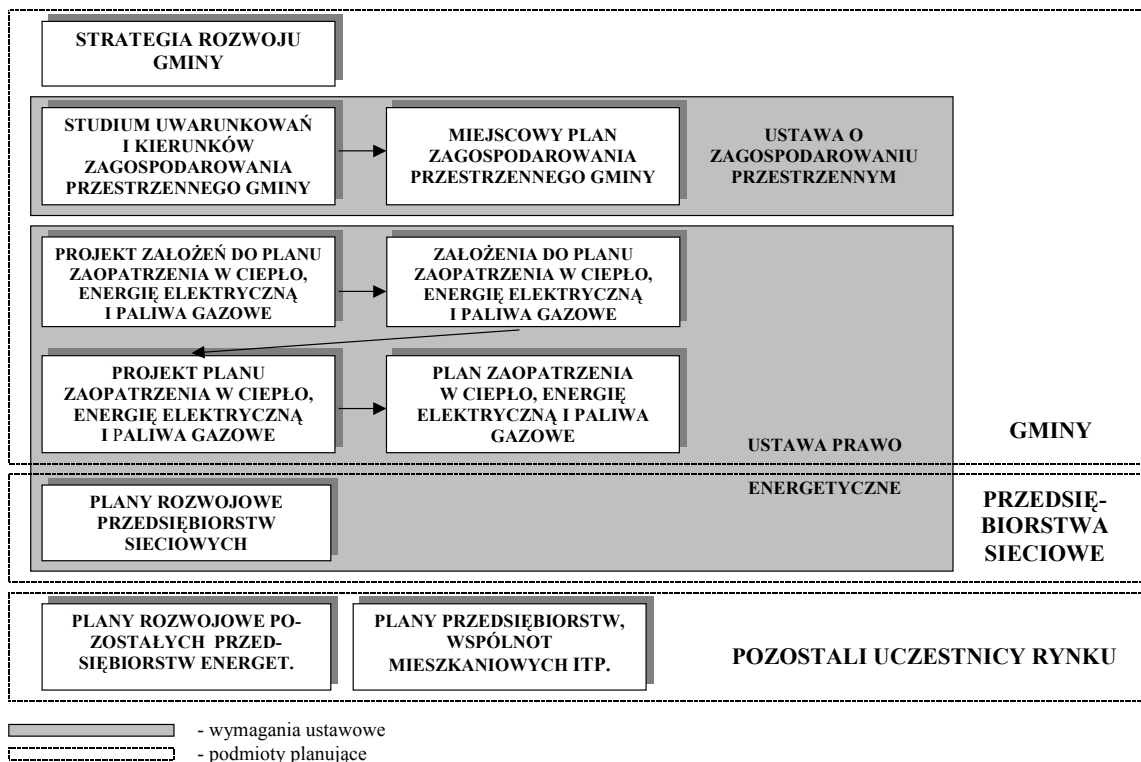 STRATEGIA ROZWOJU
GMINY
STUDIUM UWARUNKOWAŃ
I KIERUNKÓW
ZAGOSPODAROWANIA
PRZESTRZENNEGO GMINY
MIEJSCOWY PLAN
ZAGOSPODAROWANIA
PRZESTRZENNEGO GMINY
USTAWA O
ZAGOSPODAROWANIU
PRZESTRZENNYM
PROJEKT ZAŁOŻEŃ DO PLANU
ZAOPATRZENIA W CIEPŁO,
ENERGIĘ ELEKTRYCZNĄ
I PALIWA GAZOWE
ZAŁOŻENIA DO PLANU
ZAOPATRZENIA W CIEPŁO,
ENERGIĘ ELEKTRYCZNĄ
I PALIWA GAZOWE
PROJEKT PLANU
ZAOPATRZENIA W CIEPŁO,
ENERGIĘ ELEKTRYCZNĄ
I PALIWA GAZOWE
PLAN ZAOPATRZENIA
W CIEPŁO, ENERGIĘ
ELEKTRYCZNĄ I PALIWA
GAZOWE
USTAWA PRAWO
ENERGETYCZNE
GMINY
PLANY ROZWOJOWE
PRZEDSIĘBIORSTW
SIECIOWYCH
PRZEDSIĘ-
BIORSTWA
SIECIOWE
PLANY ROZWOJOWE PO-
ZOSTAŁYCH PRZED-
SIĘBIORSTW ENERGET.
PLANY PRZEDSIĘBIORSTW,
WSPÓLNOT
MIESZKANIOWYCH ITP.
POZOSTALI UCZESTNICY RYNKU
- wymagania ustawowe
- podmioty planujące